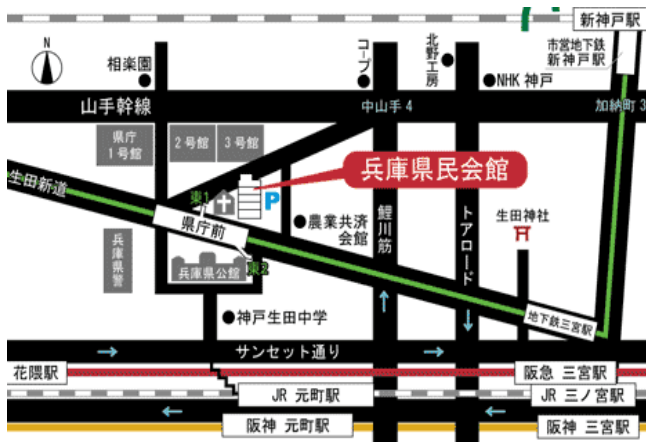 新神戸駅
N
市営地下鉄
新神戸駅
相楽園
コープ
北野工房
NHK 神戸
山手幹線
中山手 4
加納町 3
県庁
1号館
2号館
3号館
兵庫県民会館
生田新道
東1
P
県庁前
農業共済
会館
鯉川筋
トアロード
生田神社
兵庫県警
兵庫県公館
東2
神戸生田中学
地下鉄三宮駅
サンセット通り
花隈駅
阪急 三宮駅
JR 元町駅
JR 三ノ宮駅
阪神 元町駅
阪神 三宮駅